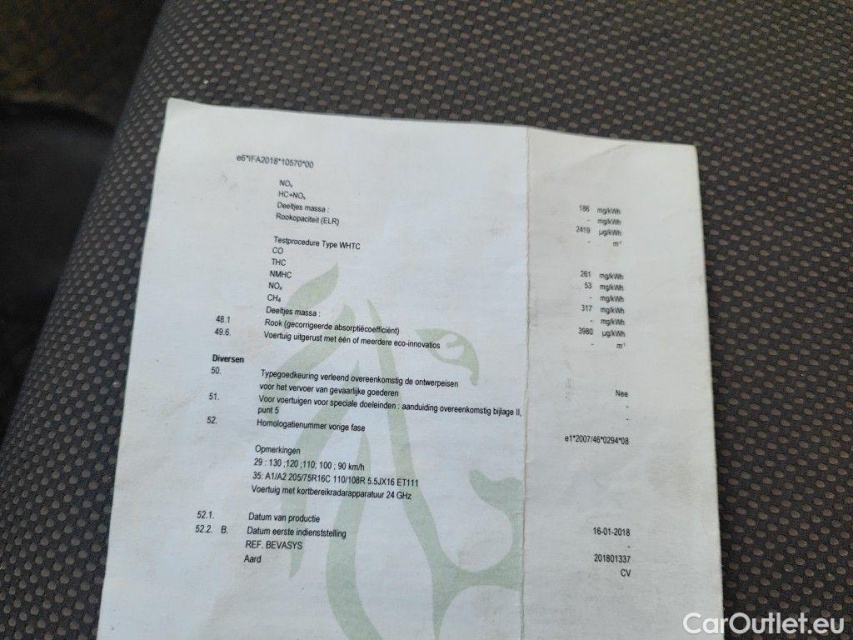 e6*IFA2018*10570*00
NOx
HC+NOx 186 mg/kWh
Deeltjes massa : mg/kWh
Rookopaciteit (ELR) 2419 µg/kWh
- m⁻¹
Testprocedure Type WHTC
CO 261 mg/kWh
THC 53 mg/kWh
NMHC - mg/kWh
NOx 317 mg/kWh
CH₄ - mg/kWh
Deeltjes massa : 3980 µg/kWh
48.1 Rook (gecorrigeerde absorptiecoëfficiënt) - m⁻¹
49.6. Voertuig uitgerust met één of meerdere eco-innovatios
Diversen
50. Typegoedkeuring verleend overeenkomstig de ontwerpeisen Nee
voor het vervoer van gevaarlijke goederen
51. Voor voertuigen voor speciale doeleinden : aanduiding overeenkomstig bijlage II, -
punt 5 -
52. Homologatienummer vorige fase e1*2007/46*0294*08
Opmerkingen
29 : 130 ;120 ;110; 100 ; 90 km/h
35: A1/A2 205/75R16C 110/108R 5.5JX16 ET111
Voertuig met kortbereikradarapparatuur 24 GHz
52.1. Datum van productie 16-01-2018
52.2. B. Datum eerste indienststelling -
REF. BEVASYS 201801337
Aard CV
CarOutlet.eu